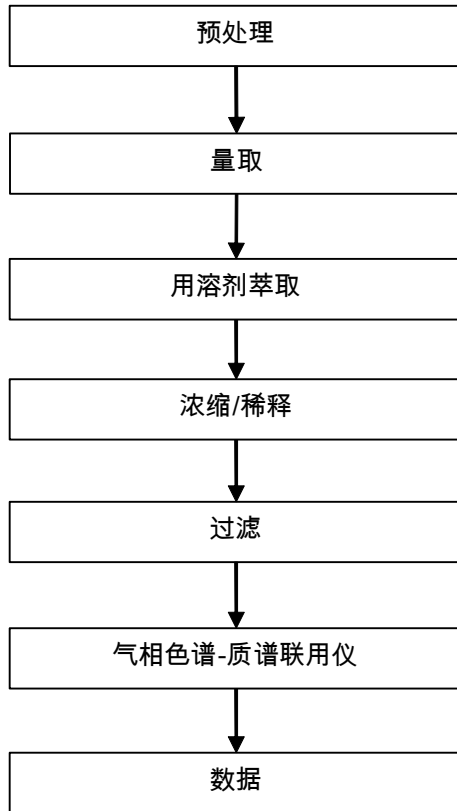 预处理
量取
用溶剂萃取
浓缩/稀释
过滤
气相色谱-质谱联用仪
数据